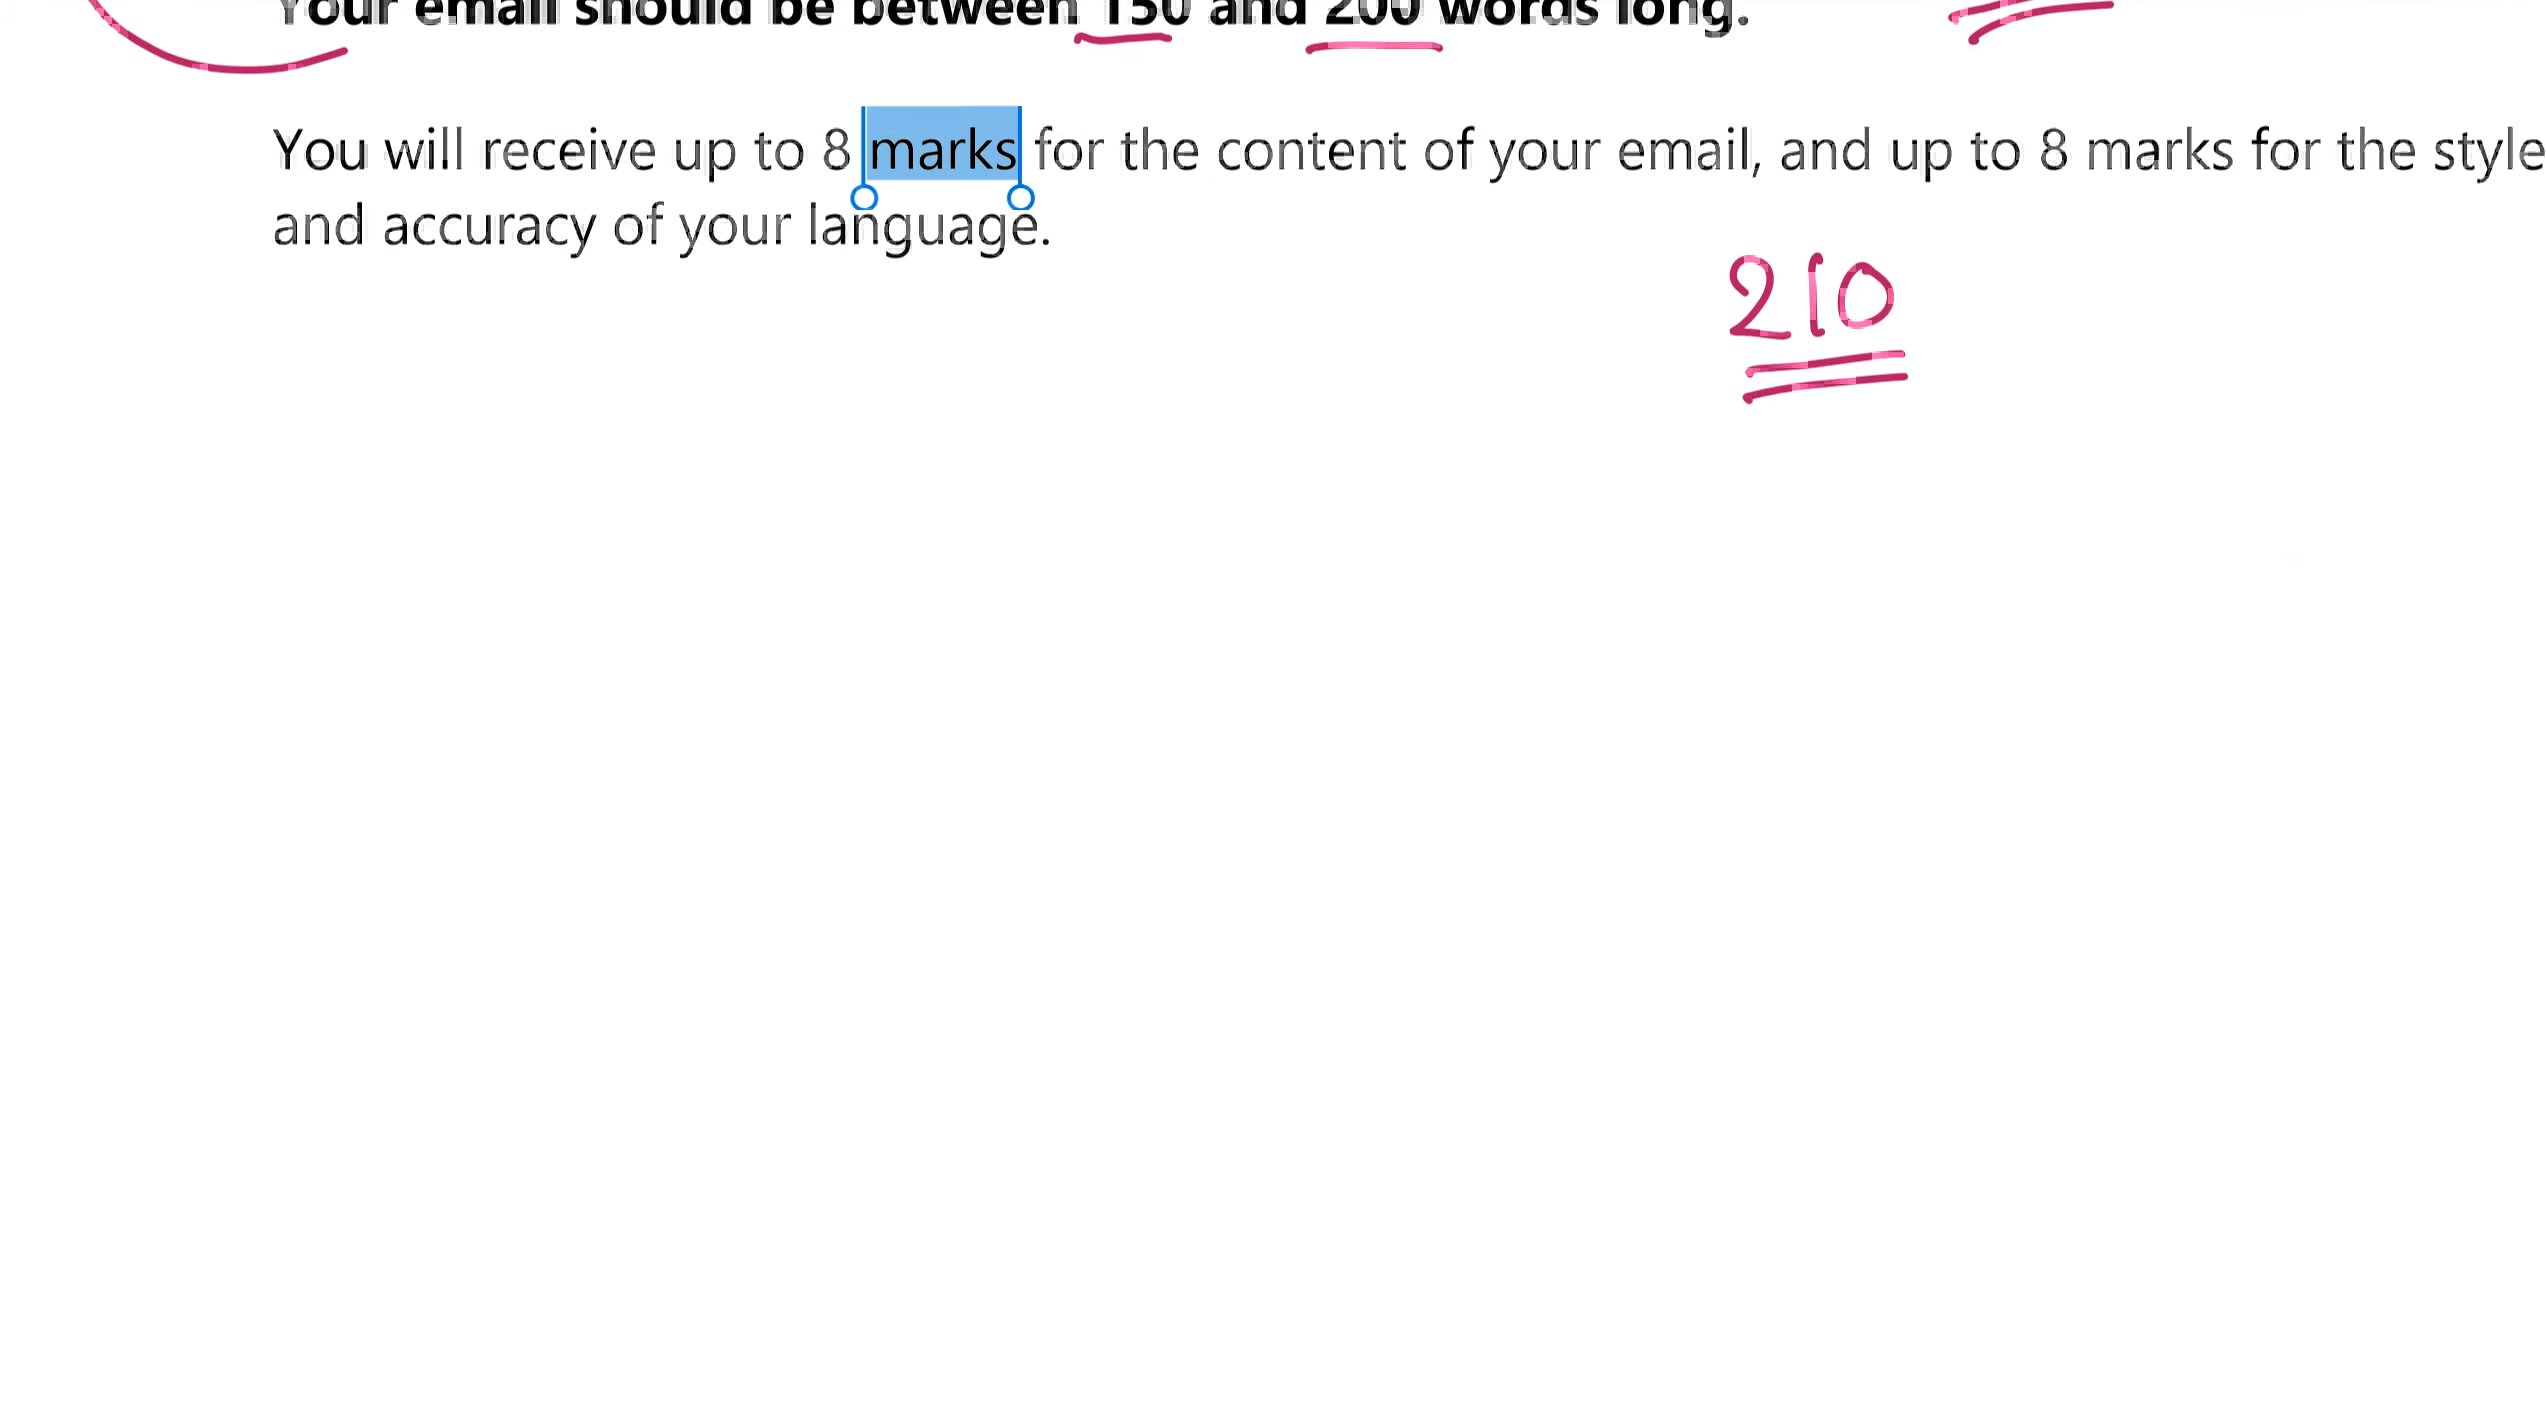 Your email should be between 150 and 200 words long.
You will receive up to 8 marks for the content of your email, and up to 8 marks for the style
and accuracy of your language.
210